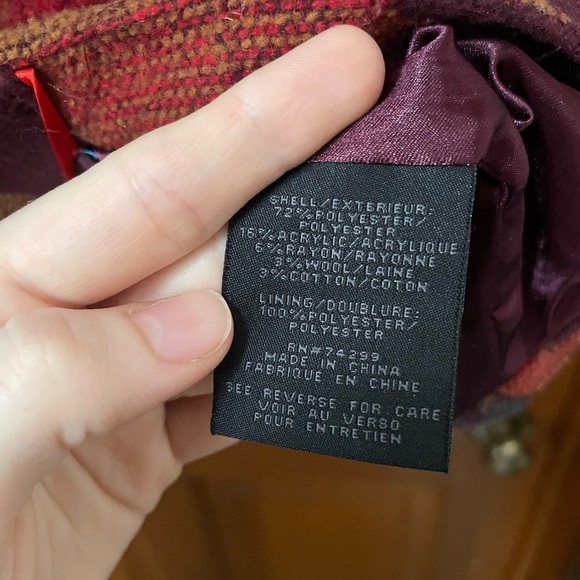 SHELL/EXTERIEUR:
72%POLYESTER/
POLYESTER
16%ACRYLIC/ACRYLIQUE
6%RAYON/RAYONNE
3%WOOL/LAINE
3%COTTON/COTON
LINING/DOUBLURE:
100%POLYESTER/
POLYESTER
RN#74299
MADE IN CHINA
FABRIQUE EN CHINE
SEE REVERSE FOR CARE
VOIR AU VERSO
POUR ENTRETIEN